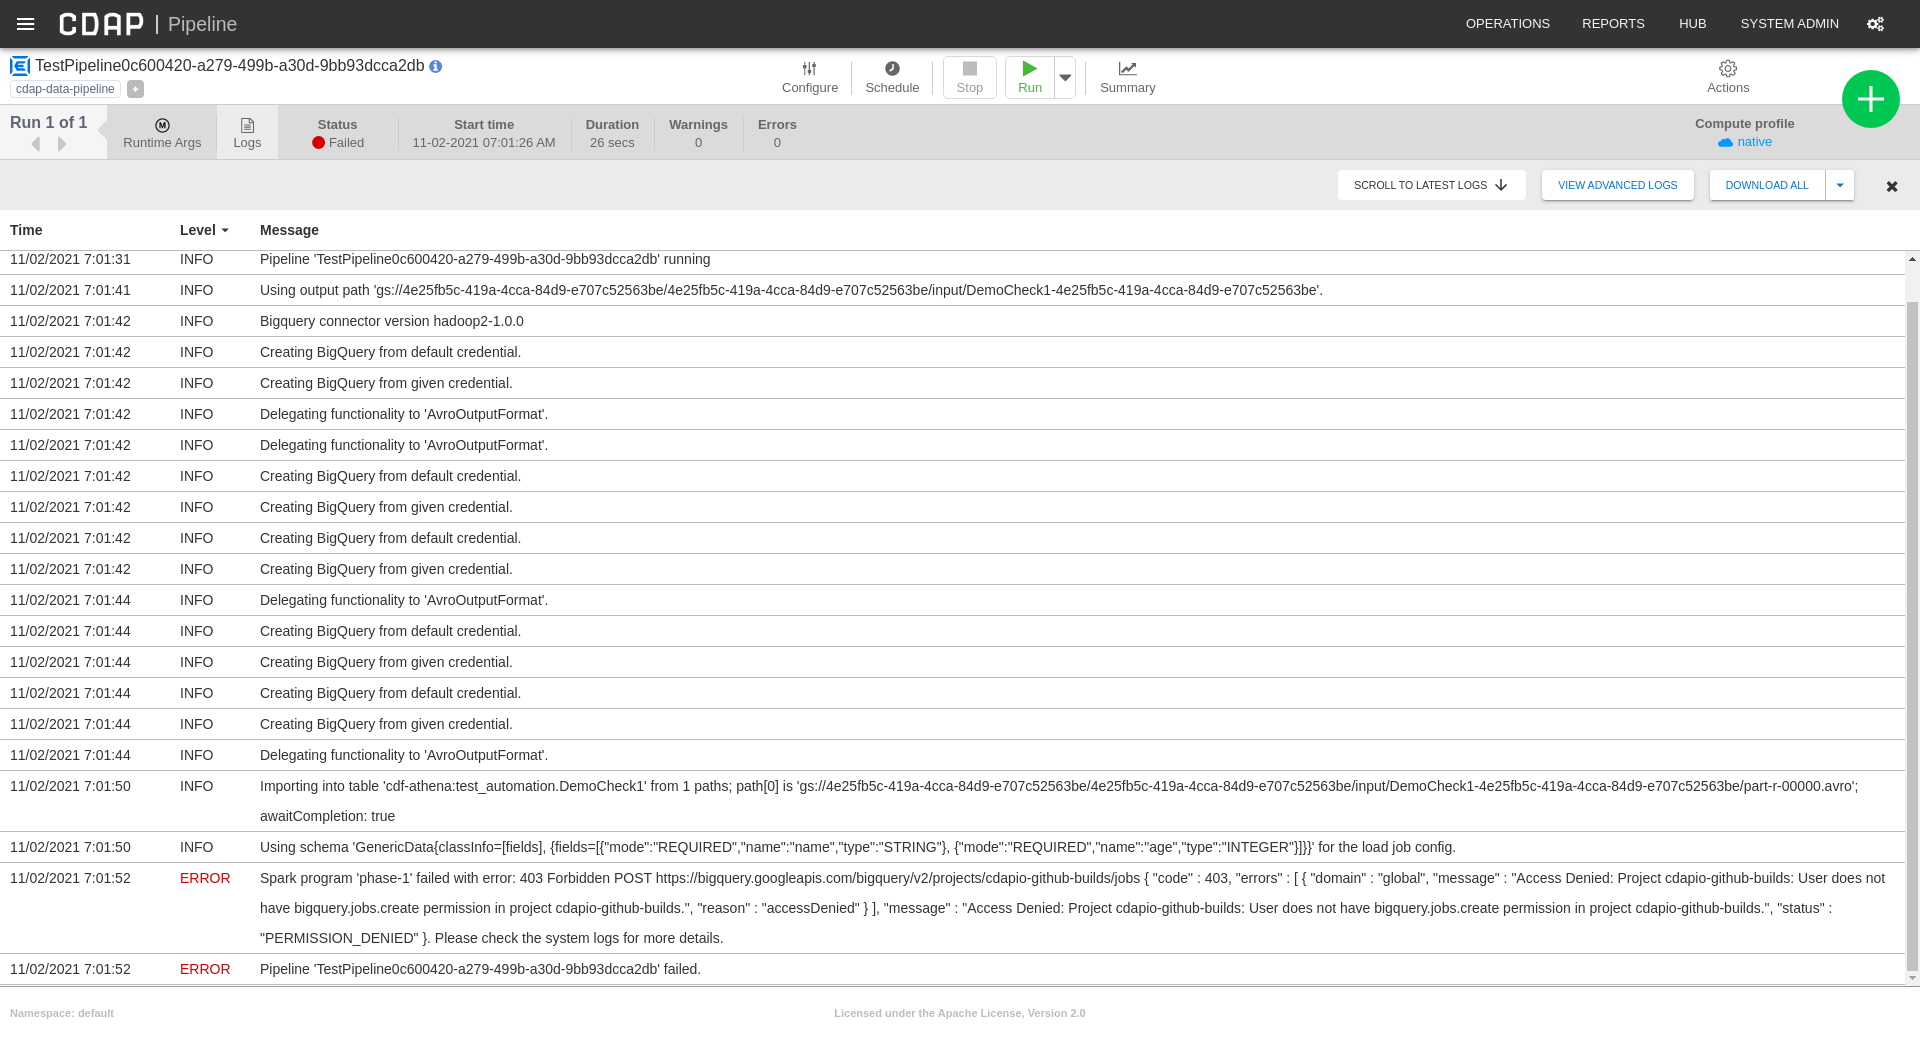 CDAP | Pipeline
OPERATIONS REPORTS HUB SYSTEM ADMIN
TestPipeline0c600420-a279-499b-a30d-9bb93dcca2db
cdap-data-pipeline +
Configure Schedule Stop Run Summary Actions
Run 1 of 1
Runtime Args Logs
Status Start time Duration Warnings Errors
Failed 11-02-2021 07:01:26 AM 26 secs 0 0
Compute profile
native
SCROLL TO LATEST LOGS VIEW ADVANCED LOGS DOWNLOAD ALL
Time Level Message
11/02/2021 7:01:31 INFO Pipeline 'TestPipeline0c600420-a279-499b-a30d-9bb93dcca2db' running
11/02/2021 7:01:41 INFO Using output path 'gs://4e25fb5c-419a-4cca-84d9-e707c52563be/4e25fb5c-419a-4cca-84d9-e707c52563be/input/DemoCheck1-4e25fb5c-419a-4cca-84d9-e707c52563be'.
11/02/2021 7:01:42 INFO Bigquery connector version hadoop2-1.0.0
11/02/2021 7:01:42 INFO Creating BigQuery from default credential.
11/02/2021 7:01:42 INFO Creating BigQuery from given credential.
11/02/2021 7:01:42 INFO Delegating functionality to 'AvroOutputFormat'.
11/02/2021 7:01:42 INFO Delegating functionality to 'AvroOutputFormat'.
11/02/2021 7:01:42 INFO Creating BigQuery from default credential.
11/02/2021 7:01:42 INFO Creating BigQuery from given credential.
11/02/2021 7:01:42 INFO Creating BigQuery from default credential.
11/02/2021 7:01:42 INFO Creating BigQuery from given credential.
11/02/2021 7:01:44 INFO Delegating functionality to 'AvroOutputFormat'.
11/02/2021 7:01:44 INFO Creating BigQuery from default credential.
11/02/2021 7:01:44 INFO Creating BigQuery from given credential.
11/02/2021 7:01:44 INFO Creating BigQuery from default credential.
11/02/2021 7:01:44 INFO Creating BigQuery from given credential.
11/02/2021 7:01:44 INFO Delegating functionality to 'AvroOutputFormat'.
11/02/2021 7:01:50 INFO Importing into table 'cdf-athena:test_automation.DemoCheck1' from 1 paths; path[0] is 'gs://4e25fb5c-419a-4cca-84d9-e707c52563be/4e25fb5c-419a-4cca-84d9-e707c52563be/input/DemoCheck1-4e25fb5c-419a-4cca-84d9-e707c52563be/part-r-00000.avro';
awaitCompletion: true
11/02/2021 7:01:50 INFO Using schema 'GenericData{classInfo=[fields], {fields=[{"mode":"REQUIRED","name":"name","type":"STRING"}, {"mode":"REQUIRED","name":"age","type":"INTEGER"}]}}' for the load job config.
11/02/2021 7:01:52 ERROR Spark program 'phase-1' failed with error: 403 Forbidden POST https://bigquery.googleapis.com/bigquery/v2/projects/cdapio-github-builds/jobs { "code" : 403, "errors" : [ { "domain" : "global", "message" : "Access Denied: Project cdapio-github-builds: User does not
have bigquery.jobs.create permission in project cdapio-github-builds.", "reason" : "accessDenied" } ], "message" : "Access Denied: Project cdapio-github-builds: User does not have bigquery.jobs.create permission in project cdapio-github-builds.", "status" :
"PERMISSION_DENIED" }. Please check the system logs for more details.
11/02/2021 7:01:52 ERROR Pipeline 'TestPipeline0c600420-a279-499b-a30d-9bb93dcca2db' failed.
Namespace: default Licensed under the Apache License, Version 2.0